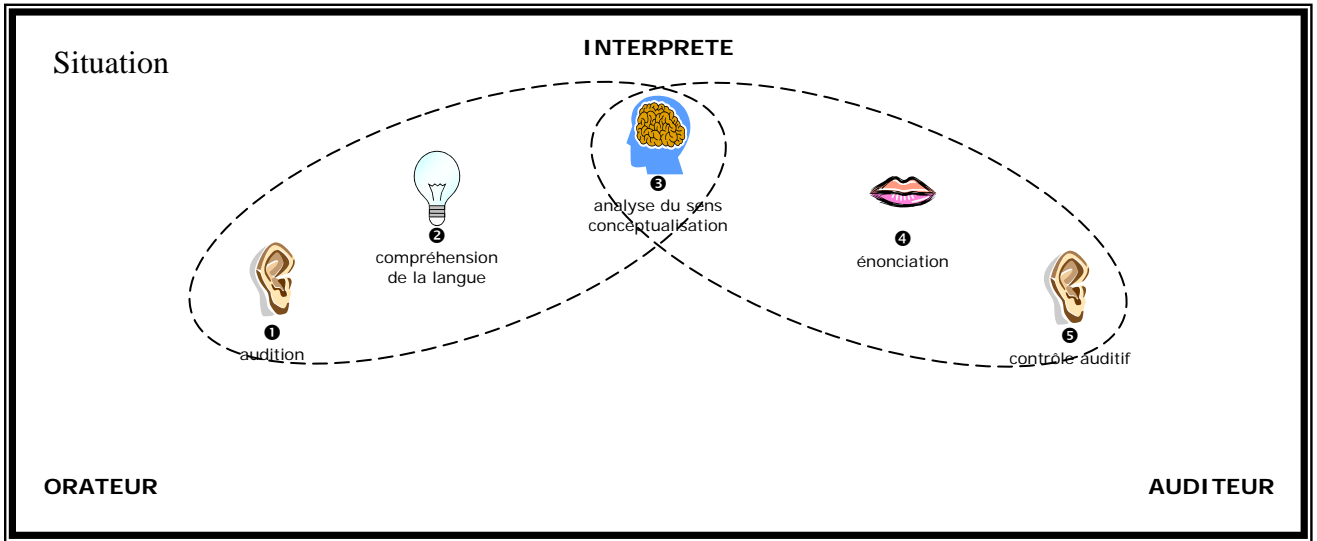 Situation
INTERPRETE
❸
analyse du sens
conceptualisation
❷
compréhension
de la langue
❹
énonciation
❶
audition
❺
contrôle auditif
ORATEUR
AUDITEUR